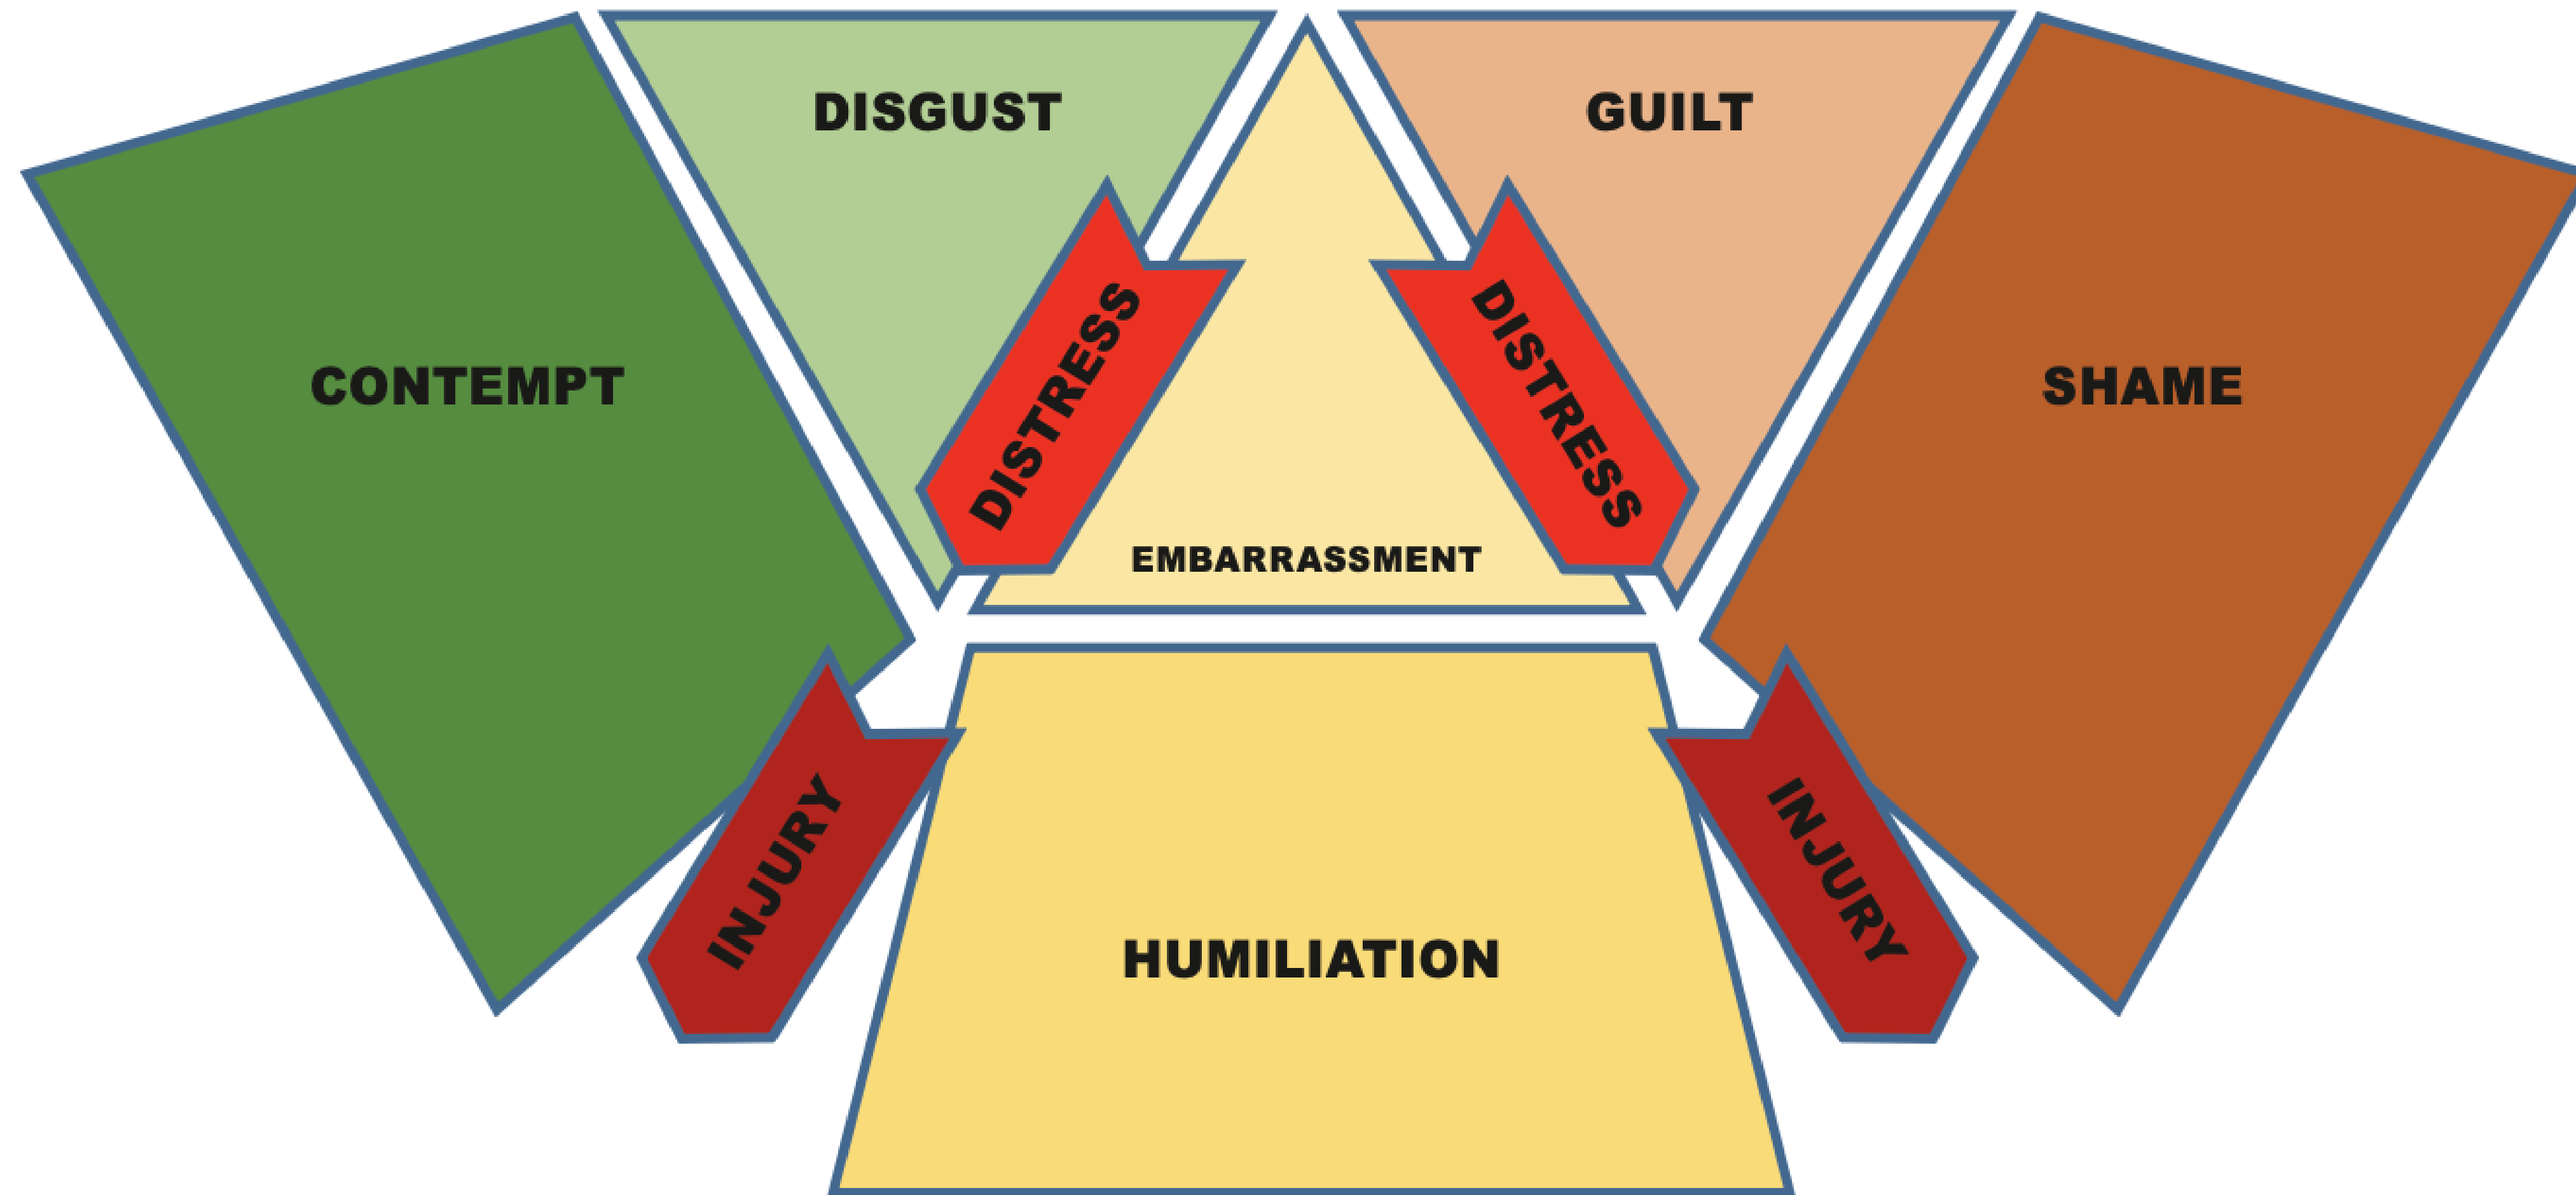 DISGUST
GUILT
CONTEMPT
DISTRESS
DISTRESS
SHAME
EMBARRASSMENT
INJURY
INJURY
HUMILIATION